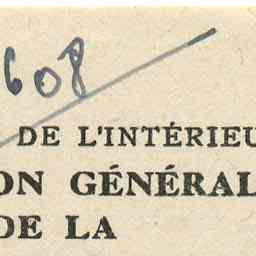 608
DE L'INTÉRIEU
ON GÉNÉRAL
DE LA